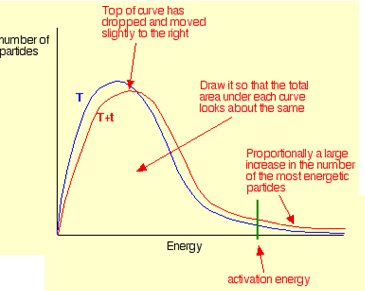 Top of curve has
dropped and moved
slightly to the right
number of
particles
T
T+t
Draw it so that the total
area under each curve
looks about the same
Proportionally a large
increase in the number
of the most energetic
particles
Energy
activation energy